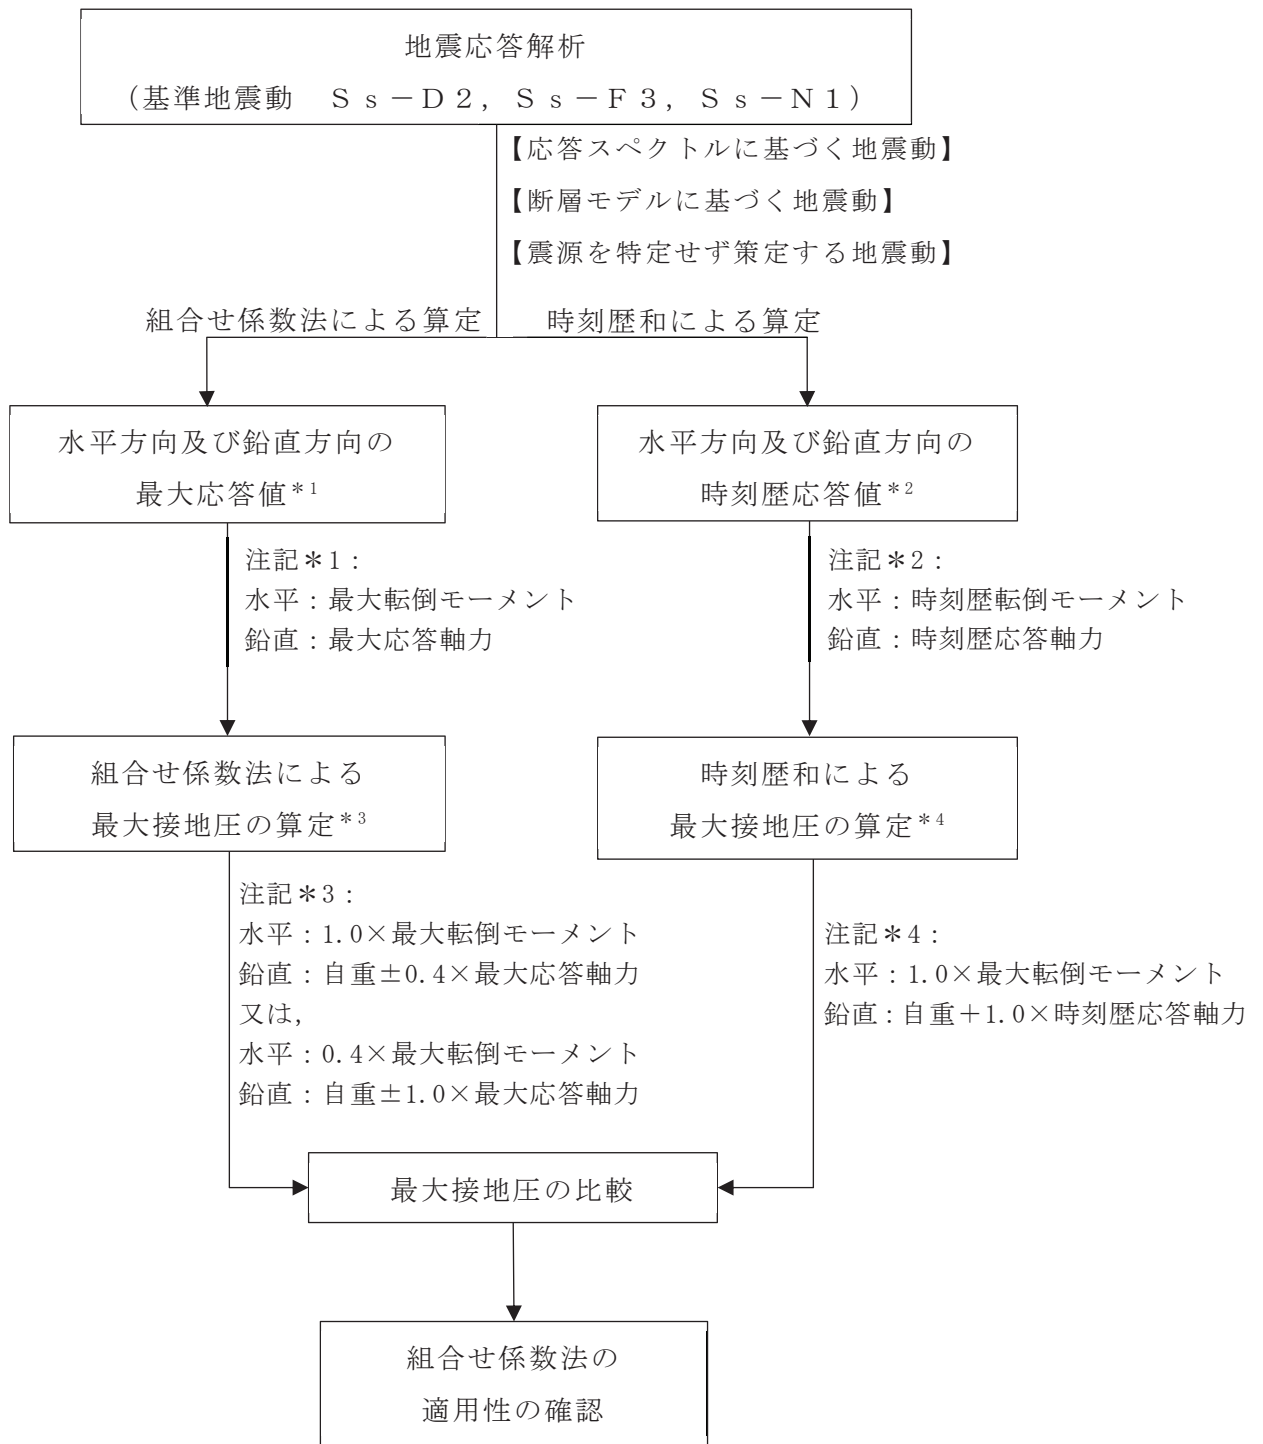 地震応答解析
（基準地震動　Ｓｓ－Ｄ２，Ｓｓ－Ｆ３，Ｓｓ－Ｎ１）
【応答スペクトルに基づく地震動】
【断層モデルに基づく地震動】
【震源を特定せず策定する地震動】
組合せ係数法による算定
時刻歴和による算定
水平方向及び鉛直方向の
最大応答値*1
水平方向及び鉛直方向の
時刻歴応答値*2
注記＊1：
水平：最大転倒モーメント
鉛直：最大応答軸力
注記＊2：
水平：時刻歴転倒モーメント
鉛直：時刻歴応答軸力
組合せ係数法による
最大接地圧の算定*3
時刻歴和による
最大接地圧の算定*4
注記＊3：
水平：1.0×最大転倒モーメント
鉛直：自重±0.4×最大応答軸力
又は，
水平：0.4×最大転倒モーメント
鉛直：自重±1.0×最大応答軸力
注記＊4：
水平：1.0×最大転倒モーメント
鉛直：自重＋1.0×時刻歴応答軸力
最大接地圧の比較
組合せ係数法の
適用性の確認